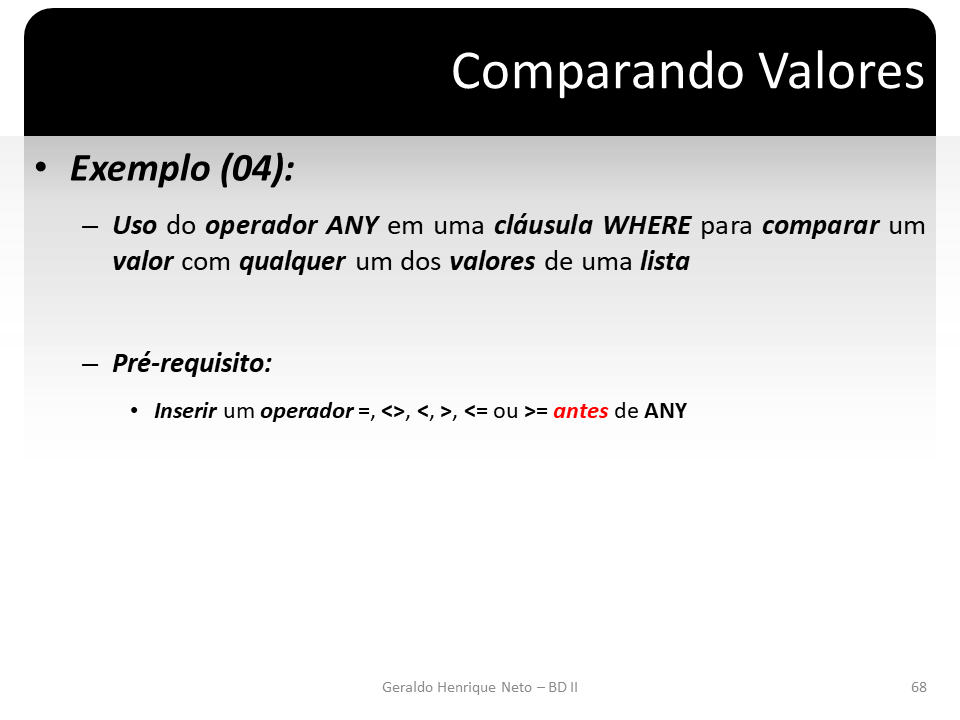 Comparando Valores
• Exemplo (04):
– Uso do operador ANY em uma cláusula WHERE para comparar um
valor com qualquer um dos valores de uma lista
– Pré-requisito:
• Inserir um operador =, <>, <, >, <= ou >= antes de ANY
Geraldo Henrique Neto – BD II
68